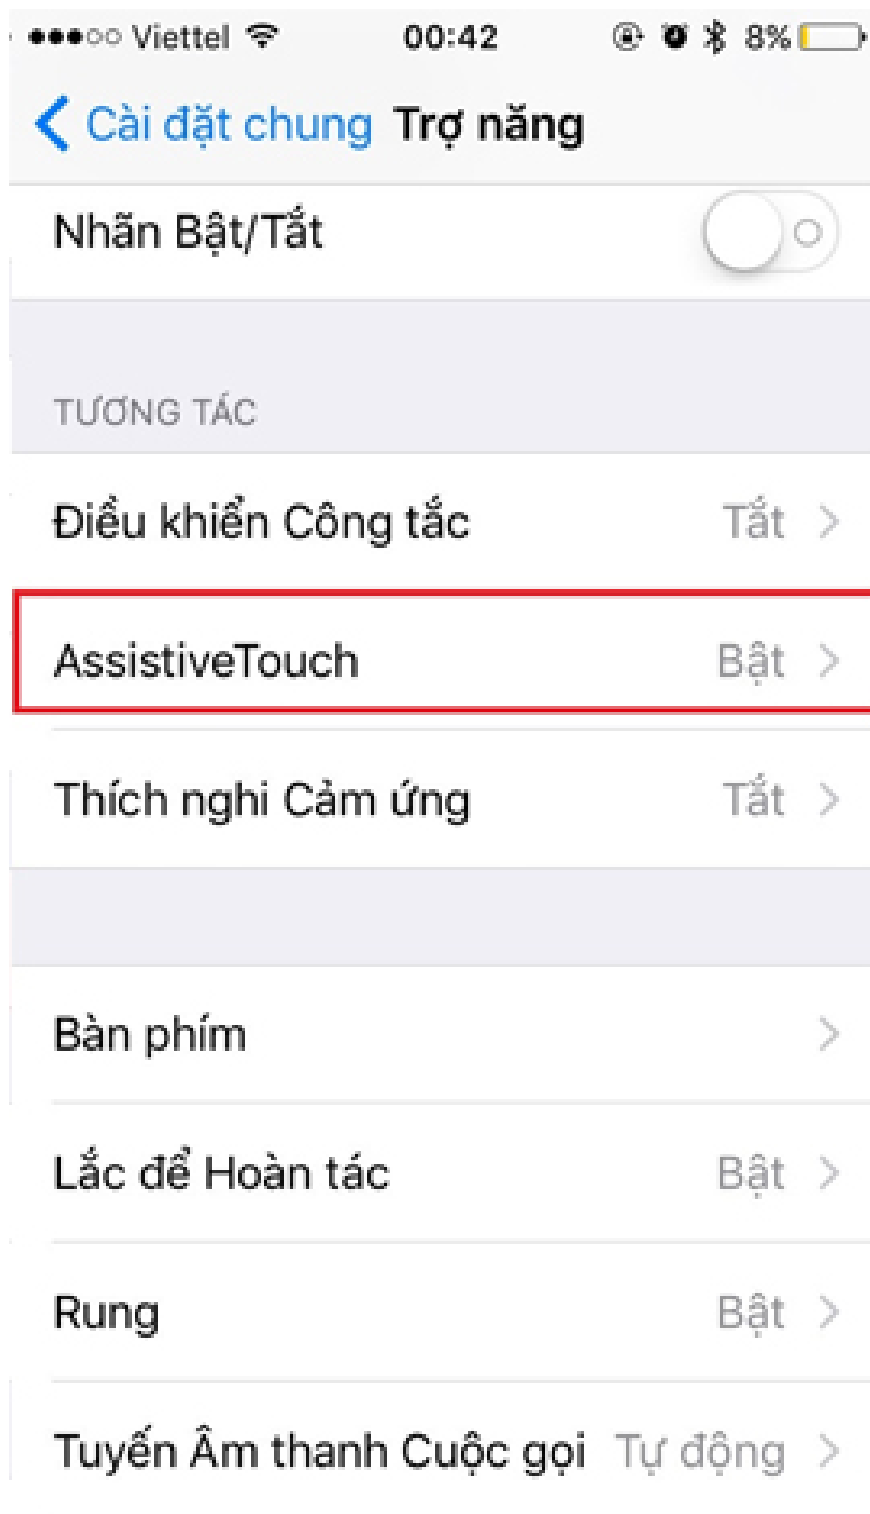 Viettel 00:42 8%
Cài đặt chung Trợ năng
Nhãn Bật/Tắt
TƯƠNG TÁC
Điều khiển Công tắc Tắt
AssistiveTouch Bật
Thích nghi Cảm ứng Tắt
Bàn phím
Lắc để Hoàn tác Bật
Rung Bật
Tuyến Âm thanh Cuộc gọi Tự động